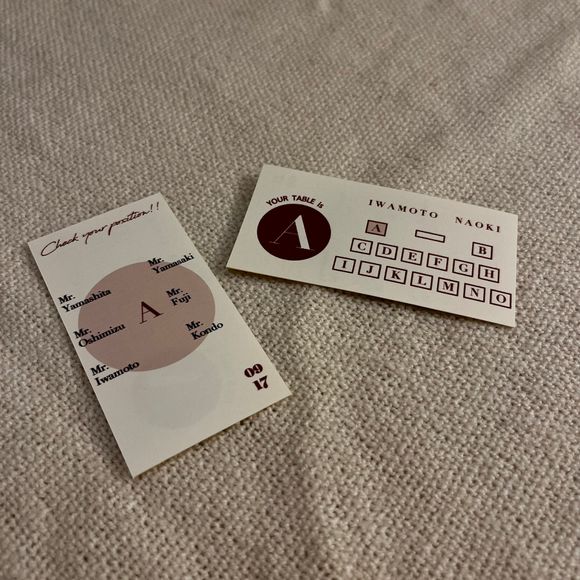 Check your position!!
Mr. Yamasaki
Mr. Yamashita
Mr. Fuji
A
Mr. Oshimizu
Mr. Kondo
Mr. Iwamoto
09
17
YOUR TABLE is
A
IWAMOTO NAOKI
A B
C D E F G H
I J K L M N O